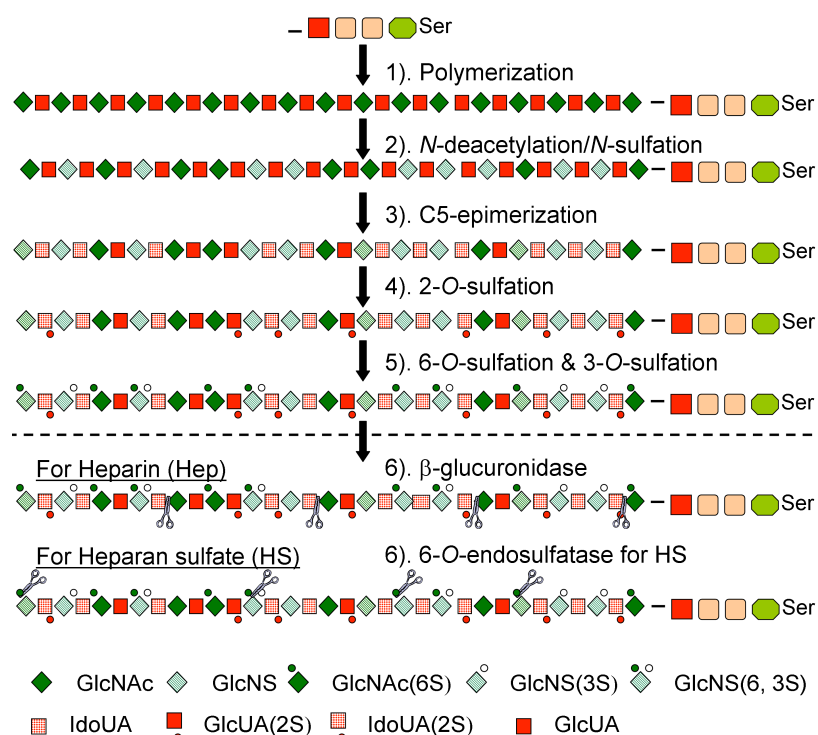 Ser
1). Polymerization
Ser
2). N-deacetylation/N-sulfation
Ser
3). C5-epimerization
Ser
4). 2-O-sulfation
Ser
5). 6-O-sulfation & 3-O-sulfation
Ser
For Heparin (Hep) 6). β-glucuronidase
Ser
For Heparan sulfate (HS) 6). 6-O-endosulfatase for HS
Ser
GlcNAc GlcNS GlcNAc(6S) GlcNS(3S) GlcNS(6, 3S)
IdoUA GlcUA(2S) IdoUA(2S) GlcUA